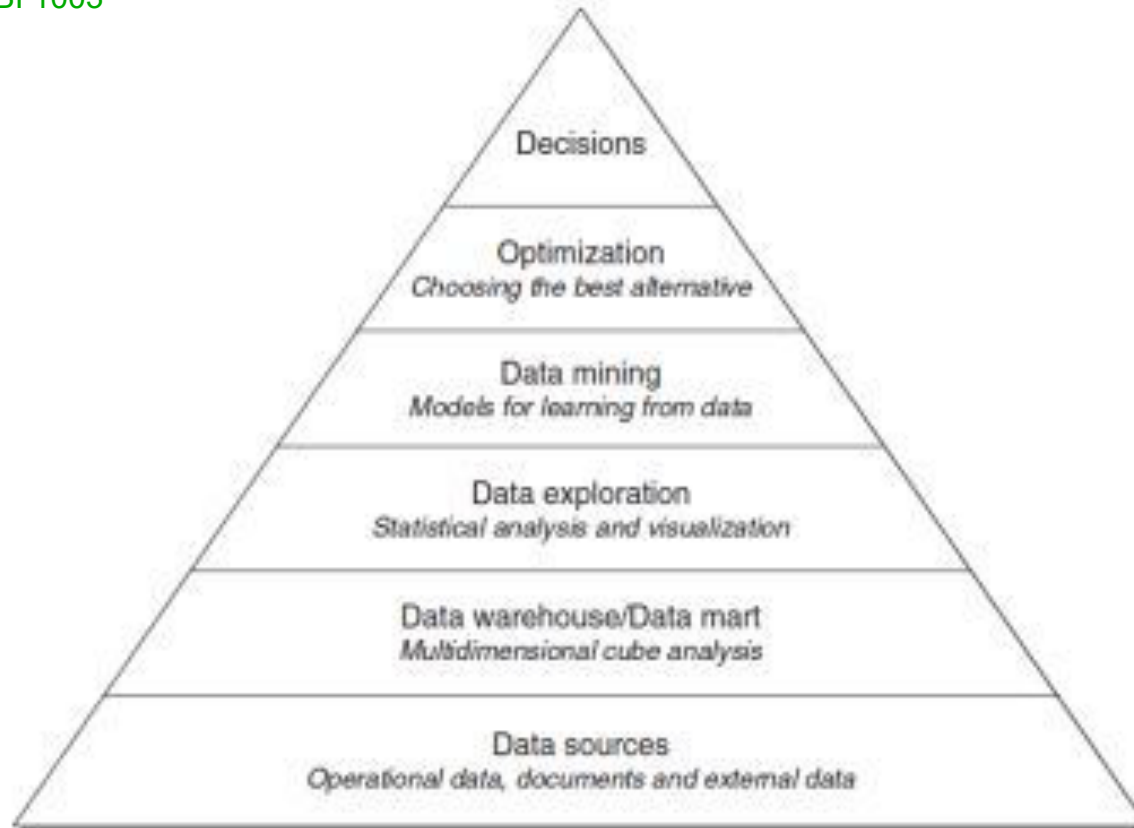 Decisions
Optimization
Choosing the best alternative
Data mining
Models for learning from data
Data exploration
Statistical analysis and visualization
Data warehouse/Data mart
Multidimensional cube analysis
Data sources
Operational data, documents and external data